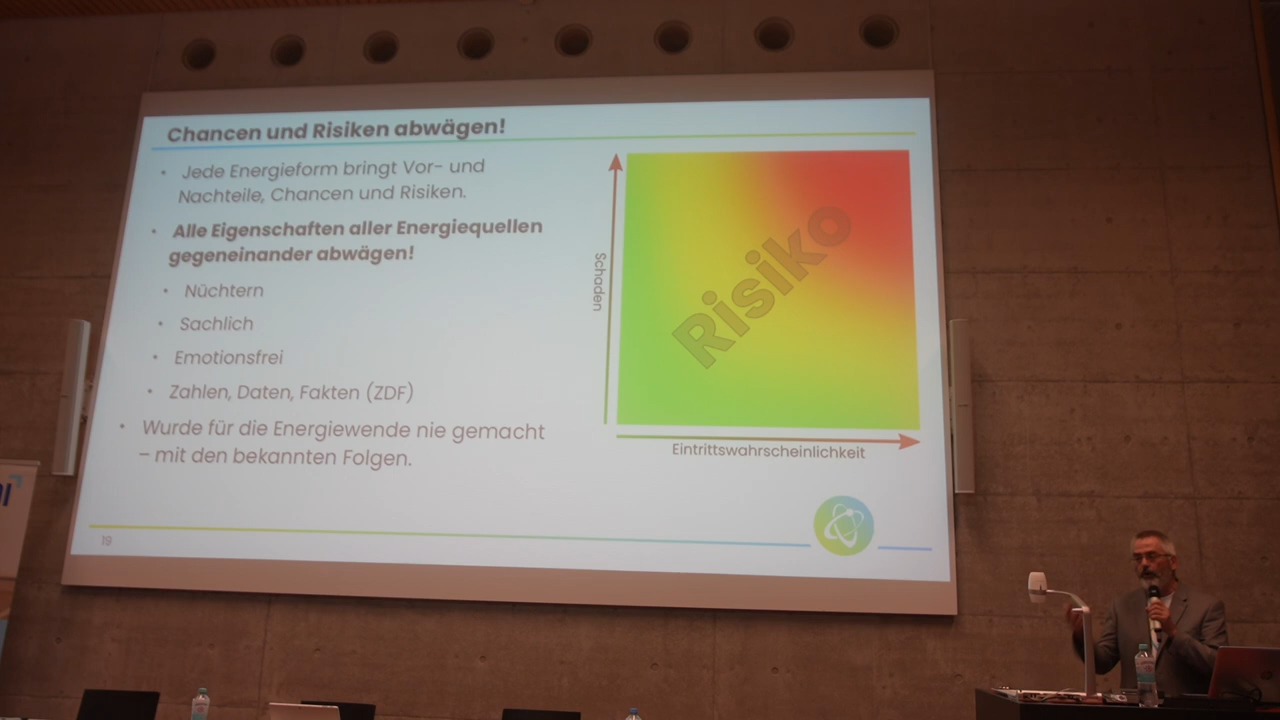 Chancen und Risiken abwägen!
• Jede Energieform bringt Vor- und
Nachteile, Chancen und Risiken.
• Alle Eigenschaften aller Energiequellen
gegeneinander abwägen!
• Nüchtern
• Sachlich
• Emotionsfrei
• Zahlen, Daten, Fakten (ZDF)
• Wurde für die Energiewende nie gemacht
– mit den bekannten Folgen.
Schaden
Risiko
Eintrittswahrscheinlichkeit
19